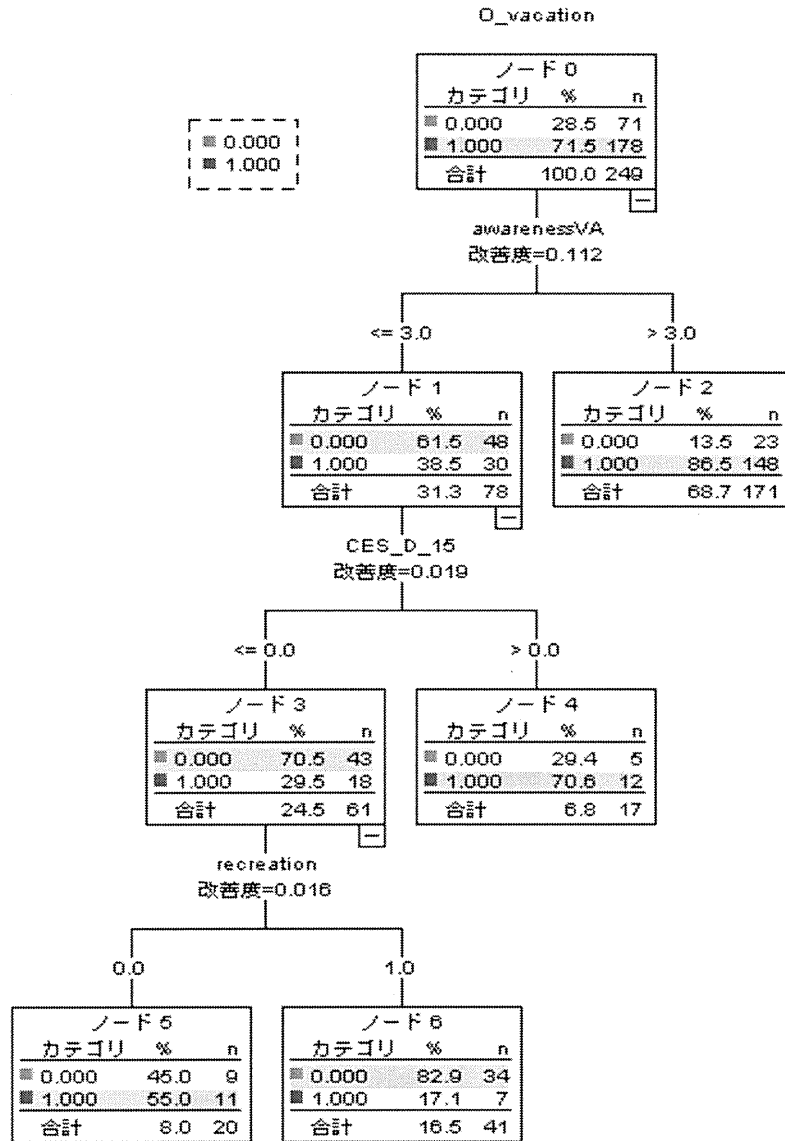 O_vacation
ノード 0
カテゴリ % n
0.000 28.5 71
1.000 71.5 178
合計 100.0 249
0.000
1.000
awarenessVA
改善度=0.112
<= 3.0
> 3.0
ノード 1
カテゴリ % n
0.000 61.5 48
1.000 38.5 30
合計 31.3 78
ノード 2
カテゴリ % n
0.000 13.5 23
1.000 86.5 148
合計 68.7 171
CES_D_15
改善度=0.019
<= 0.0
> 0.0
ノード 3
カテゴリ % n
0.000 70.5 43
1.000 29.5 18
合計 24.5 61
ノード 4
カテゴリ % n
0.000 29.4 5
1.000 70.6 12
合計 6.8 17
recreation
改善度=0.016
0.0
1.0
ノード 5
カテゴリ % n
0.000 45.0 9
1.000 55.0 11
合計 8.0 20
ノード 6
カテゴリ % n
0.000 82.9 34
1.000 17.1 7
合計 16.5 41